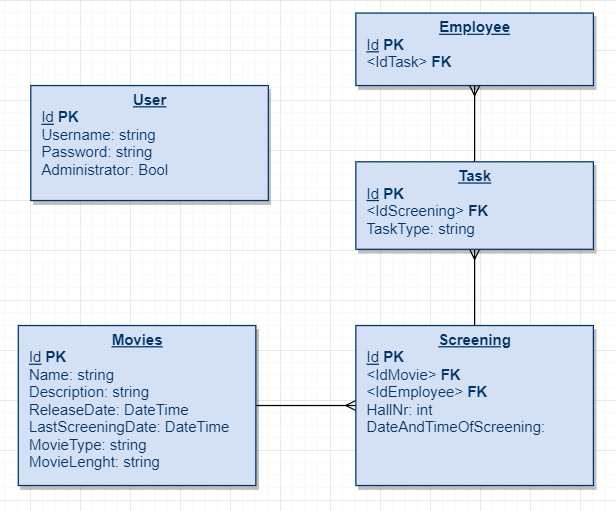 Employee
Id PK
<IdTask> FK
User
Id PK
Username: string
Password: string
Administrator: Bool
Task
Id PK
<IdScreening> FK
TaskType: string
Movies
Id PK
Name: string
Description: string
ReleaseDate: DateTime
LastScreeningDate: DateTime
MovieType: string
MovieLenght: string
Screening
Id PK
<IdMovie> FK
<IdEmployee> FK
HallNr: int
DateAndTimeOfScreening: